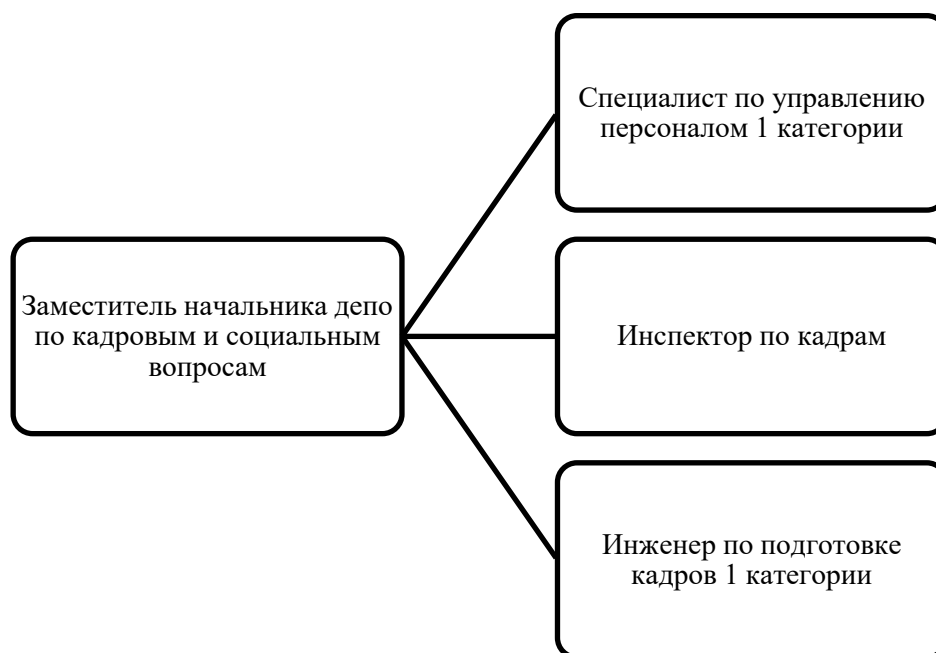 Специалист по управлению
персоналом 1 категории
Заместитель начальника депо
по кадровым и социальным
вопросам
Инспектор по кадрам
Инженер по подготовке
кадров 1 категории